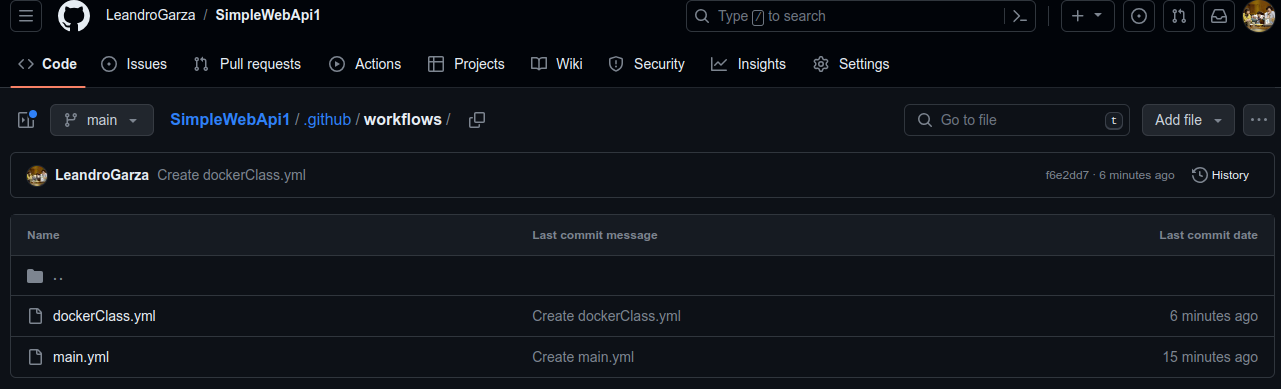 LeandroGarza / SimpleWebApi1
Type / to search
Code Issues Pull requests Actions Projects Wiki Security Insights Settings
main SimpleWebApi1 / .github / workflows / Go to file t Add file
LeandroGarza Create dockerClass.yml f6e2dd7 · 6 minutes ago History
Name Last commit message Last commit date
..
dockerClass.yml Create dockerClass.yml 6 minutes ago
main.yml Create main.yml 15 minutes ago